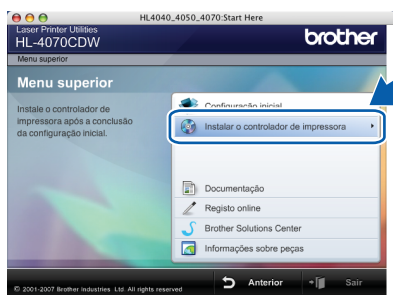 HL4040_4050_4070:Start Here
Laser Printer Utilities
HL-4070CDW
brother
Menu superior
Menu superior
Instale o controlador de
impressora após a conclusão
da configuração inicial.
Configuração inicial
Instalar o controlador de impressora
Documentação
Registo online
Brother Solutions Center
Informações sobre peças
© 2001-2007 Brother Industries Ltd. All rights reserved
Anterior
Sair